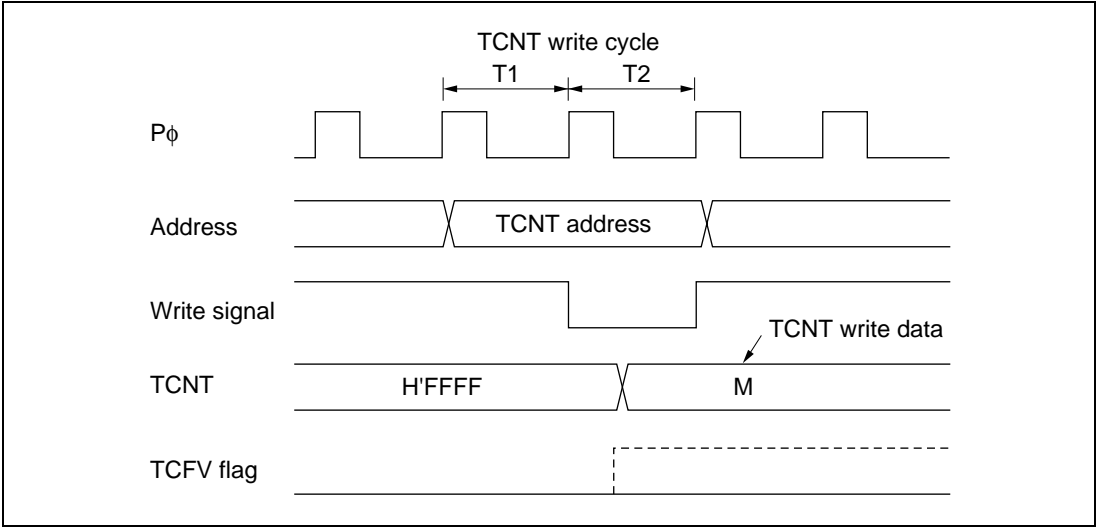 TCNT write cycle
T1 T2
Pϕ
Address TCNT address
Write signal
TCNT write data
TCNT H'FFFF M
TCFV flag